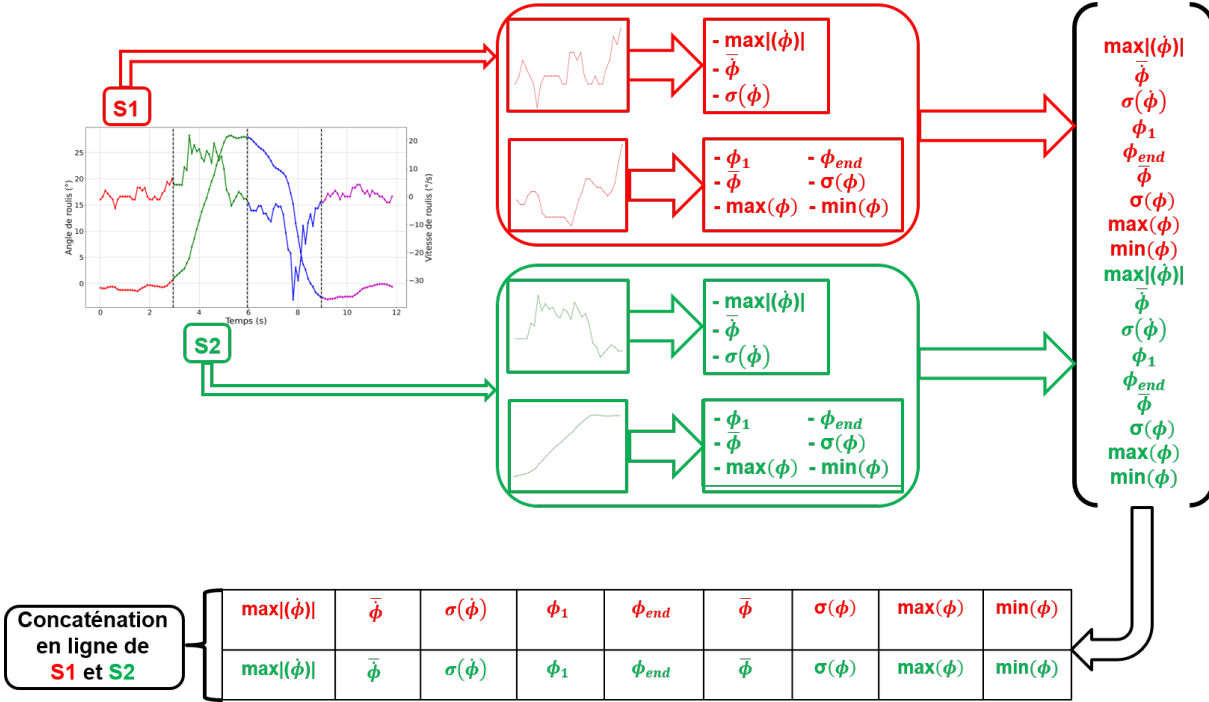 S1
25
20
15
10
5
0
Angle de roulis (°)
20
10
0
−10
−20
−30
Vitesse de roulis (°/s)
0 2 4 6 8 10 12
Temps (s)
S2
- max|(ϕ̇)|
- ϕ̇̅
- σ(ϕ̇)
- ϕ₁ - ϕ_end
- ϕ̅ - σ(ϕ)
- max(ϕ) - min(ϕ)
- max|(ϕ̇)|
- ϕ̇̅
- σ(ϕ̇)
- ϕ₁ - ϕ_end
- ϕ̅ - σ(ϕ)
- max(ϕ) - min(ϕ)
max|(ϕ̇)|
ϕ̇̅
σ(ϕ̇)
ϕ₁
ϕ_end
ϕ̅
σ(ϕ)
max(ϕ)
min(ϕ)
max|(ϕ̇)|
ϕ̇̅
σ(ϕ̇)
ϕ₁
ϕ_end
ϕ̅
σ(ϕ)
max(ϕ)
min(ϕ)
Concaténation
en ligne de
S1 et S2
max|(ϕ̇)| ϕ̇̅ σ(ϕ̇) ϕ₁ ϕ_end ϕ̅ σ(ϕ) max(ϕ) min(ϕ)
max|(ϕ̇)| ϕ̇̅ σ(ϕ̇) ϕ₁ ϕ_end ϕ̅ σ(ϕ) max(ϕ) min(ϕ)